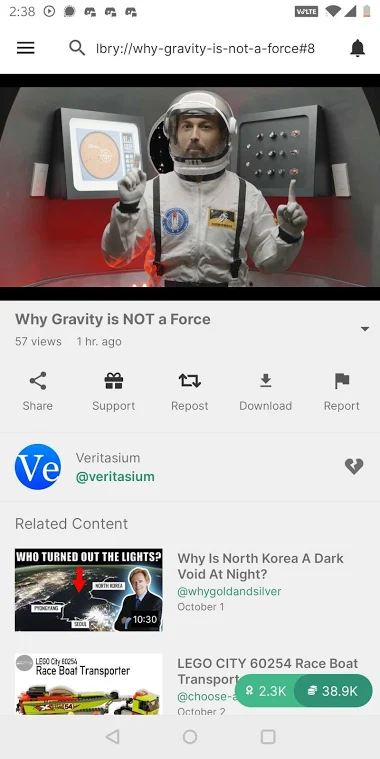 2:38
VoLTE
lbry://why-gravity-is-not-a-force#8
Why Gravity is NOT a Force
57 views 1 hr. ago
Share Support Repost Download Report
Ve
Veritasium
@veritasium
Related Content
WHO TURNED OUT THE LIGHTS?
NORTH KOREA
PYONGYANG
SEOUL
10:30
Why Is North Korea A Dark
Void At Night?
@whygoldandsilver
October 1
LEGO City 60254
Race Boat Transporter
LEGO CITY 60254 Race Boat
Transporter
@choose-a
October 2
2.3K 38.9K